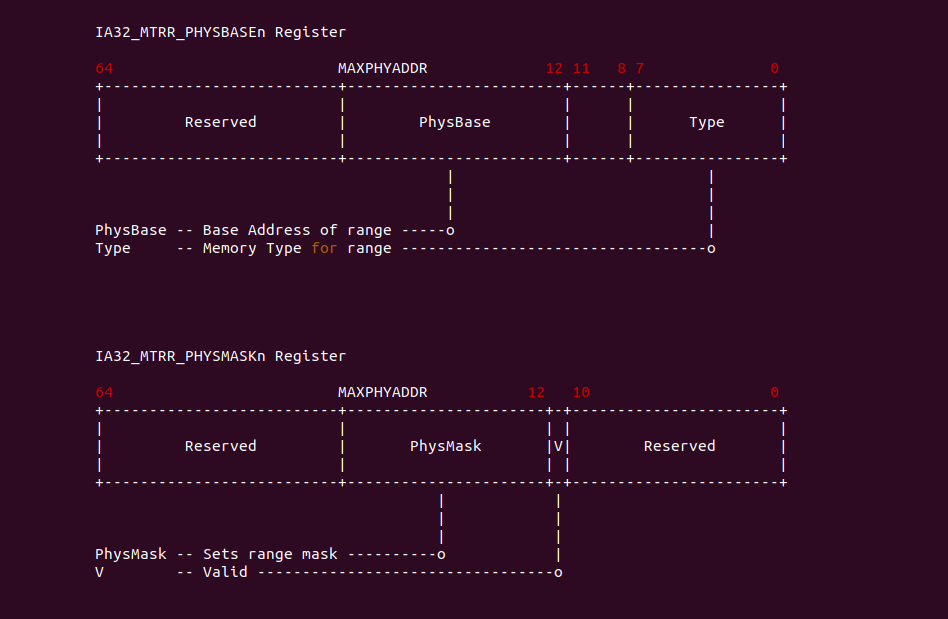 IA32_MTRR_PHYSBASEn Register
64                         MAXPHYADDR             12 11   8 7              0
+--------------------------+------------------------+------+----------------+
|                          |                        |      |                |
|         Reserved         |        PhysBase        |      |      Type      |
|                          |                        |      |                |
+--------------------------+------------------------+------+----------------+
                                       |                            |
                                       |                            |
                                       |                            |
PhysBase -- Base Address of range -----o                            |
Type     -- Memory Type for range ----------------------------------o
IA32_MTRR_PHYSMASKn Register
64                         MAXPHYADDR           12   10                    0
+--------------------------+----------------------+-+-----------------------+
|                          |                      | |                       |
|         Reserved         |       PhysMask       |V|        Reserved       |
|                          |                      | |                       |
+--------------------------+----------------------+-+-----------------------+
                                      |            |
                                      |            |
                                      |            |
PhysMask -- Sets range mask ----------o            |
V        -- Valid ---------------------------------o